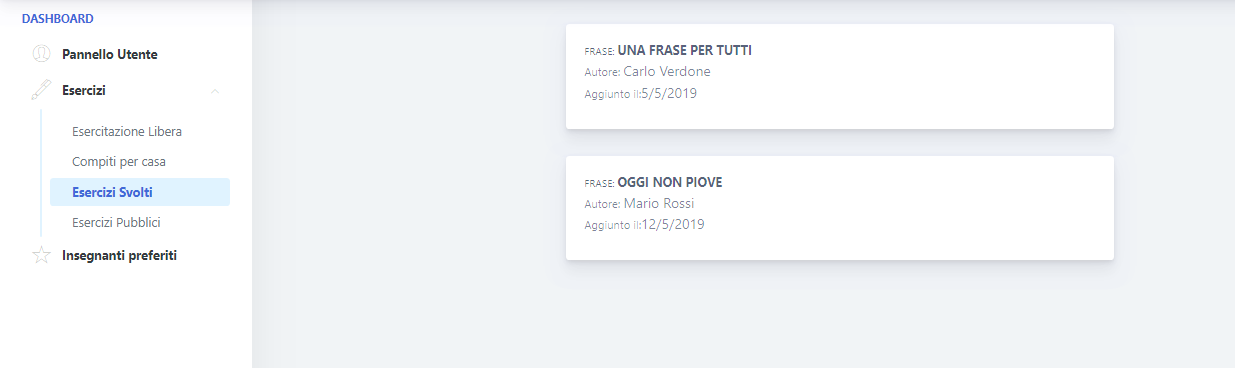 DASHBOARD
Pannello Utente
Esercizi
Esercitazione Libera
Compiti per casa
Esercizi Svolti
Esercizi Pubblici
Insegnanti preferiti
FRASE: UNA FRASE PER TUTTI
Autore: Carlo Verdone
Aggiunto il:5/5/2019
FRASE: OGGI NON PIOVE
Autore: Mario Rossi
Aggiunto il:12/5/2019